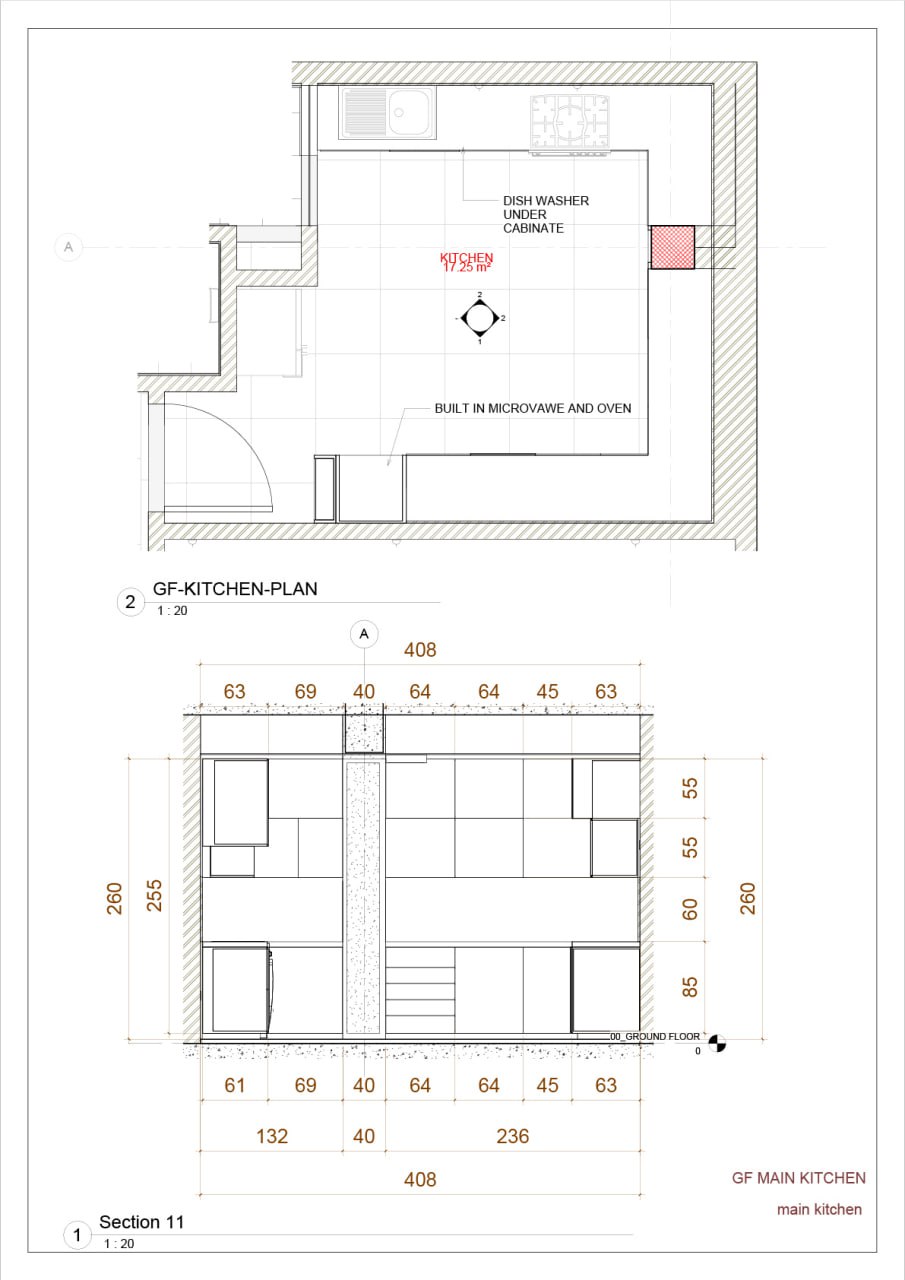 DISH WASHER
UNDER
CABINATE
A
KITCHEN
17.25 m²
2
- 2
1
BUILT IN MICROVAWE AND OVEN
2 GF-KITCHEN-PLAN
1 : 20
A
408
63 69 40 64 64 45 63
55
55
260 255 60 260
85
00_GROUND FLOOR
0
61 69 40 64 64 45 63
132 40 236
408
GF MAIN KITCHEN
main kitchen
1 Section 11
1 : 20